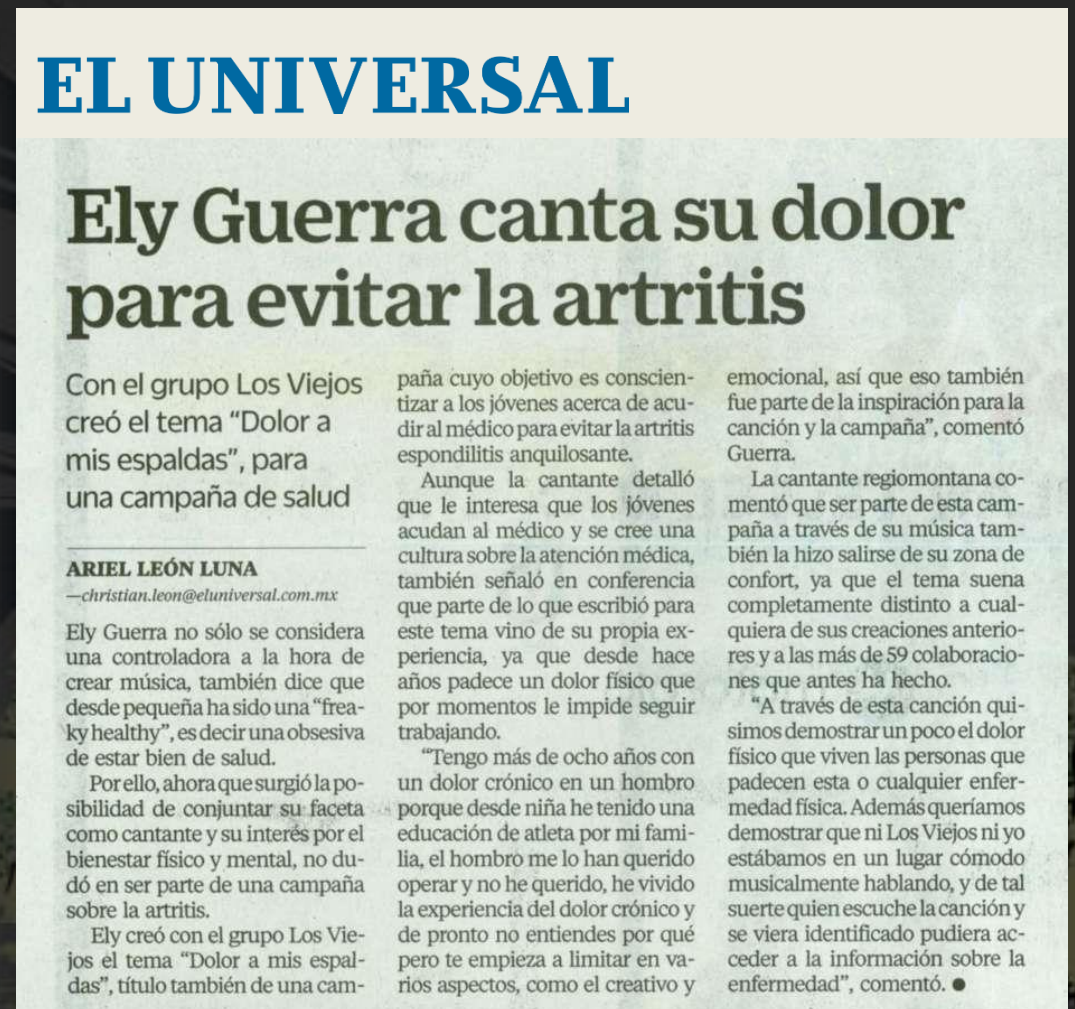 EL UNIVERSAL
Ely Guerra canta su dolor
para evitar la artritis
Con el grupo Los Viejos
creó el tema “Dolor a
mis espaldas”, para
una campaña de salud
ARIEL LEÓN LUNA
—christian.leon@eluniversal.com.mx
Ely Guerra no sólo se considera
una controladora a la hora de
crear música, también dice que
desde pequeña ha sido una “frea-
ky healthy”, es decir una obsesiva
de estar bien de salud.
Por ello, ahora que surgió la po-
sibilidad de conjuntar su faceta
como cantante y su interés por el
bienestar físico y mental, no du-
dó en ser parte de una campaña
sobre la artritis.
Ely creó con el grupo Los Vie-
jos el tema “Dolor a mis espal-
das”, título también de una cam-
paña cuyo objetivo es conscien-
tizar a los jóvenes acerca de acu-
dir al médico para evitar la artritis
espondilitis anquilosante.
Aunque la cantante detalló
que le interesa que los jóvenes
acudan al médico y se cree una
cultura sobre la atención médica,
también señaló en conferencia
que parte de lo que escribió para
este tema vino de su propia ex-
periencia, ya que desde hace
años padece un dolor físico que
por momentos le impide seguir
trabajando.
“Tengo más de ocho años con
un dolor crónico en un hombro
porque desde niña he tenido una
educación de atleta por mi fami-
lia, el hombro me lo han querido
operar y no he querido, he vivido
la experiencia del dolor crónico y
de pronto no entiendes por qué
pero te empieza a limitar en va-
rios aspectos, como el creativo y
emocional, así que eso también
fue parte de la inspiración para la
canción y la campaña”, comentó
Guerra.
La cantante regiomontana co-
mentó que ser parte de esta cam-
paña a través de su música tam-
bién la hizo salirse de su zona de
confort, ya que el tema suena
completamente distinto a cual-
quiera de sus creaciones anterio-
res y a las más de 59 colaboracio-
nes que antes ha hecho.
“A través de esta canción qui-
simos demostrar un poco el dolor
físico que viven las personas que
padecen esta o cualquier enfer-
medad física. Además queríamos
demostrar que ni Los Viejos ni yo
estábamos en un lugar cómodo
musicalmente hablando, y de tal
suerte quien escuche la canción y
se viera identificado pudiera ac-
ceder a la información sobre la
enfermedad”, comentó. ●